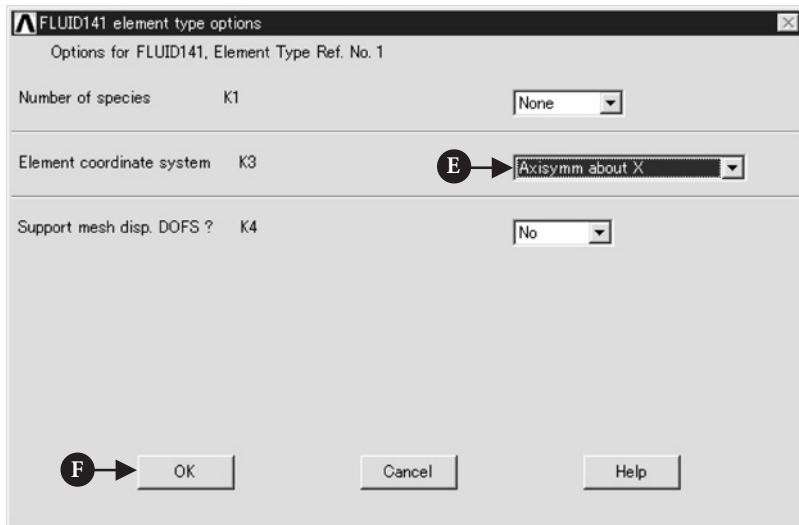 FLUID141 element type options
Options for FLUID141, Element Type Ref. No. 1
Number of species K1 None
Element coordinate system K3 E Axisymm about X
Support mesh disp. DOFS ? K4 No
F OK Cancel Help